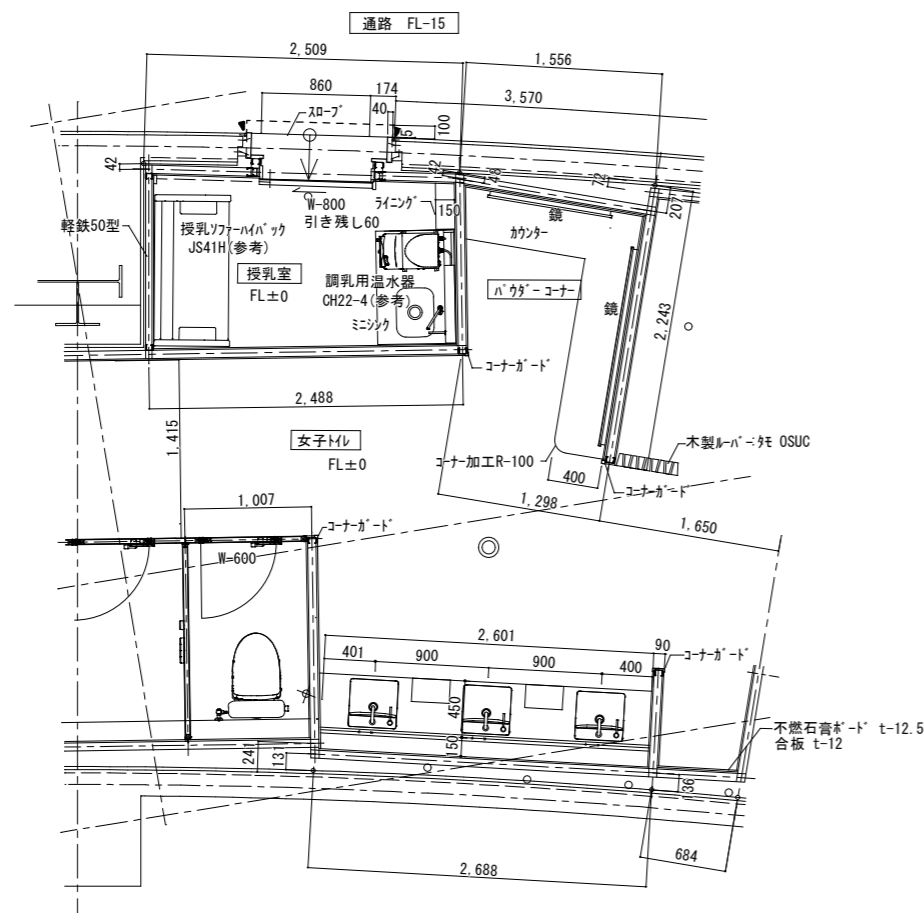 通路 FL-15
2,509
1,556
860
174
3,570
40
スロープ
100
5
42
42
48
72
207
W-800
引き残し60
ライニング
150
鏡
カウンター
軽鉄50型
授乳ソファーハイバック
JS41H(参考)
授乳室
FL±0
調乳用温水器
CH22-4(参考)
ミニシンク
パウダーコーナー
鏡
2,243
コーナーガード
2,488
1,415
女子トイレ
FL±0
コーナー加工R-100
400
木製ルーバー:タモ OSUC
コーナーガード
1,298
1,650
1,007
コーナーガード
W=600
2,601
90
401
900
900
400
コーナーガード
450
150
241
131
36
不燃石膏ボード t-12.5
合板 t-12
684
2,688